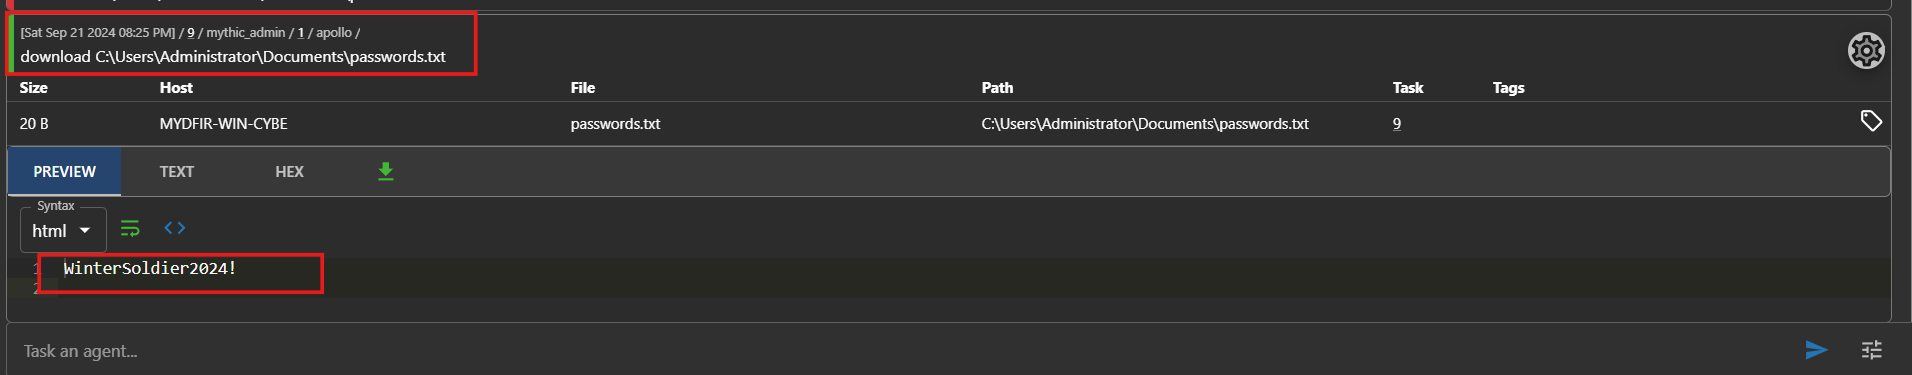 [Sat Sep 21 2024 08:25 PM] / 9 / mythic_admin / 1 / apollo /
download C:\Users\Administrator\Documents\passwords.txt
Size Host File Path Task Tags
20 B MYDFIR-WIN-CYBE passwords.txt C:\Users\Administrator\Documents\passwords.txt 9
PREVIEW TEXT HEX
Syntax
html
1 WinterSoldier2024!
2
Task an agent...